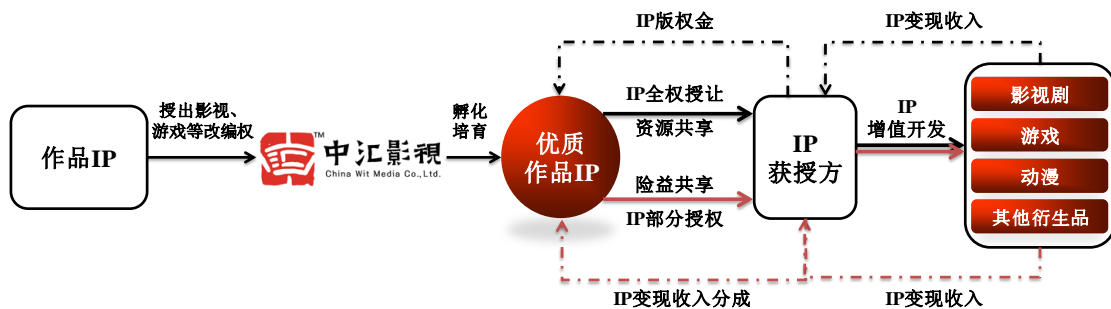 IP版权金
IP变现收入
授出影视、
游戏等改编权
孵化
培育
IP全权授让
资源共享
IP
增值开发
影视剧
作品IP
TM
中汇影視
China Wit Media Co.,Ltd.
优质
作品IP
IP
获授方
游戏
动漫
险益共享
IP部分授权
其他衍生品
IP变现收入分成
IP变现收入